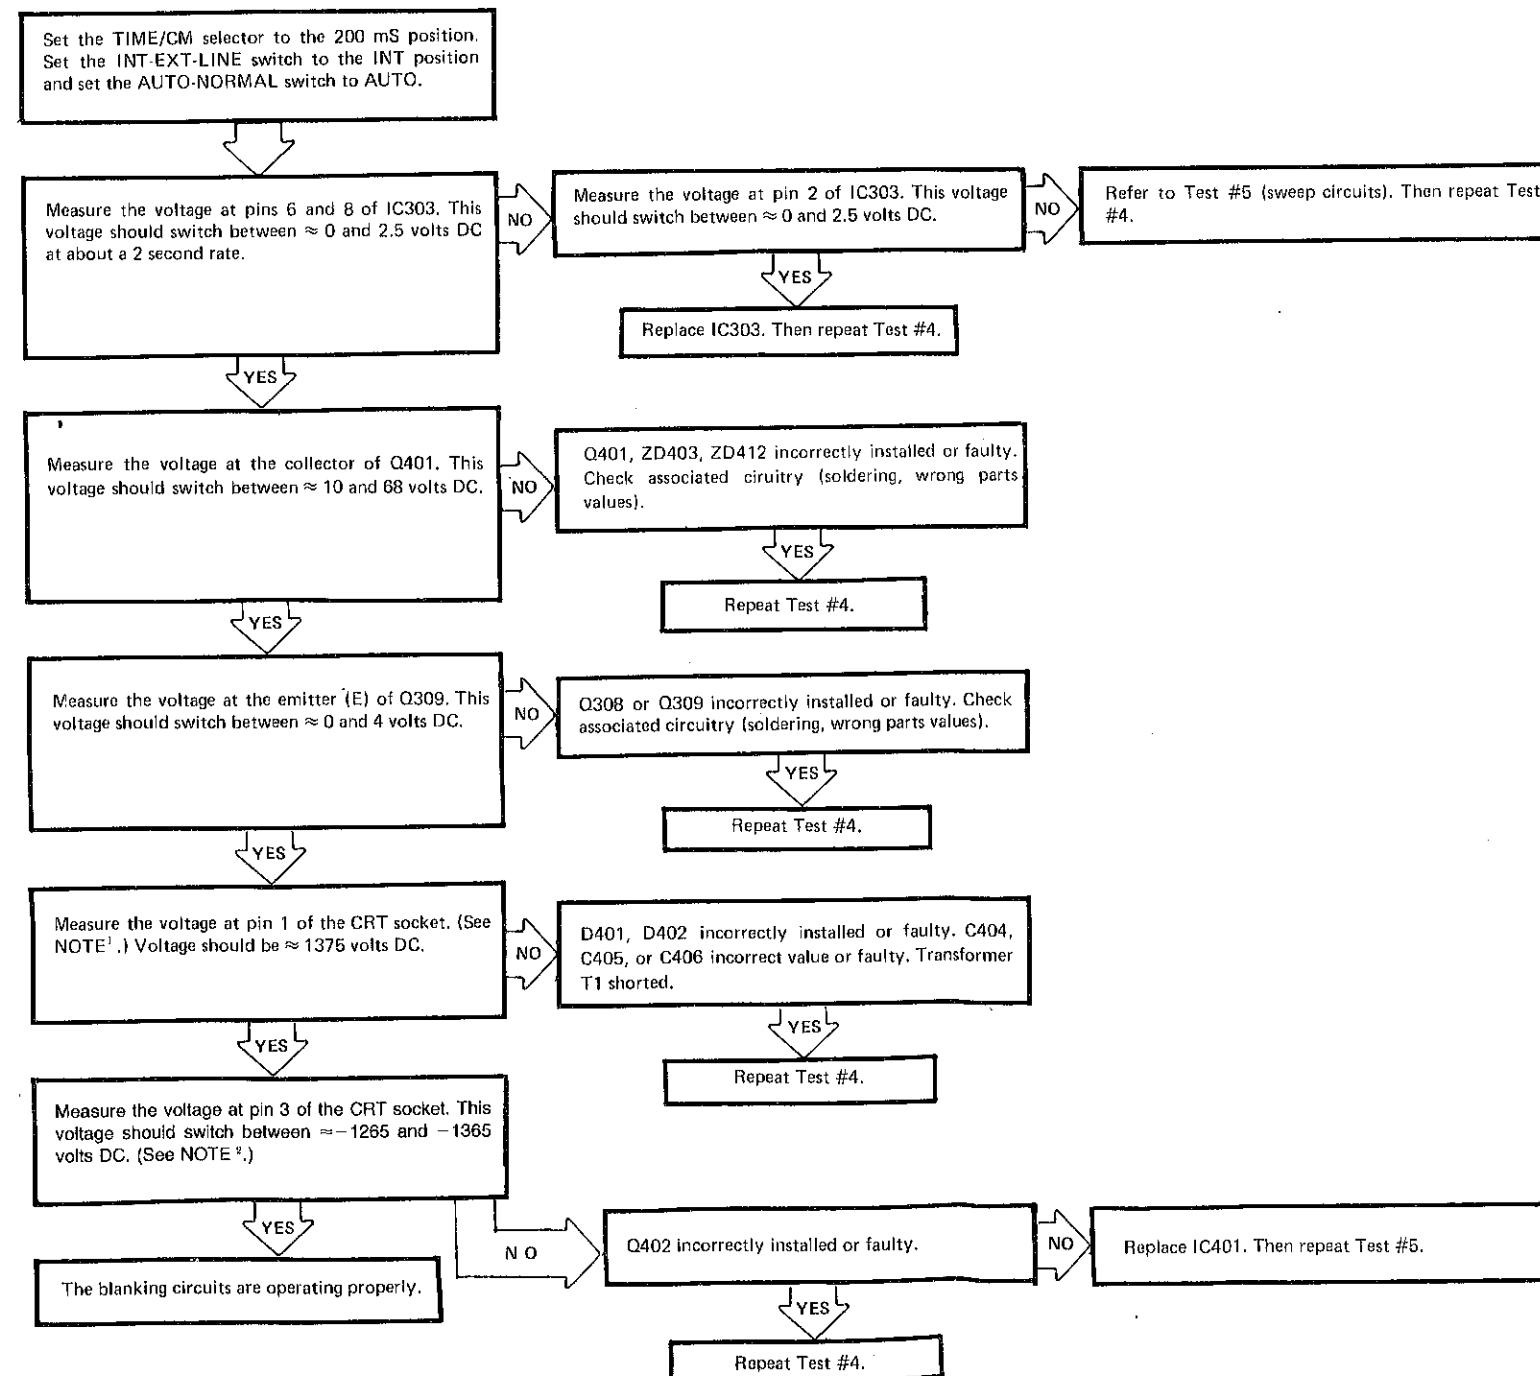 Set the TIME/CM selector to the 200 mS position.
Set the INT-EXT-LINE switch to the INT position
and set the AUTO-NORMAL switch to AUTO.
Measure the voltage at pins 6 and 8 of IC303. This
voltage should switch between ≈ 0 and 2.5 volts DC
at about a 2 second rate.
NO
Measure the voltage at pin 2 of IC303. This voltage
should switch between ≈ 0 and 2.5 volts DC.
NO
Refer to Test #5 (sweep circuits). Then repeat Test
#4.
YES
Replace IC303. Then repeat Test #4.
YES
Measure the voltage at the collector of Q401. This
voltage should switch between ≈ 10 and 68 volts DC.
NO
Q401, ZD403, ZD412 incorrectly installed or faulty.
Check associated ciruitry (soldering, wrong parts
values).
YES
Repeat Test #4.
YES
Measure the voltage at the emitter (E) of Q309. This
voltage should switch between ≈ 0 and 4 volts DC.
NO
Q308 or Q309 incorrectly installed or faulty. Check
associated circuitry (soldering, wrong parts values).
YES
Repeat Test #4.
YES
Measure the voltage at pin 1 of the CRT socket. (See
NOTE¹.) Voltage should be ≈ 1375 volts DC.
NO
D401, D402 incorrectly installed or faulty. C404,
C405, or C406 incorrect value or faulty. Transformer
T1 shorted.
YES
Repeat Test #4.
YES
Measure the voltage at pin 3 of the CRT socket. This
voltage should switch between ≈−1265 and −1365
volts DC. (See NOTE ².)
YES
The blanking circuits are operating properly.
N O
Q402 incorrectly installed or faulty.
NO
Replace IC401. Then repeat Test #5.
YES
Repeat Test #4.